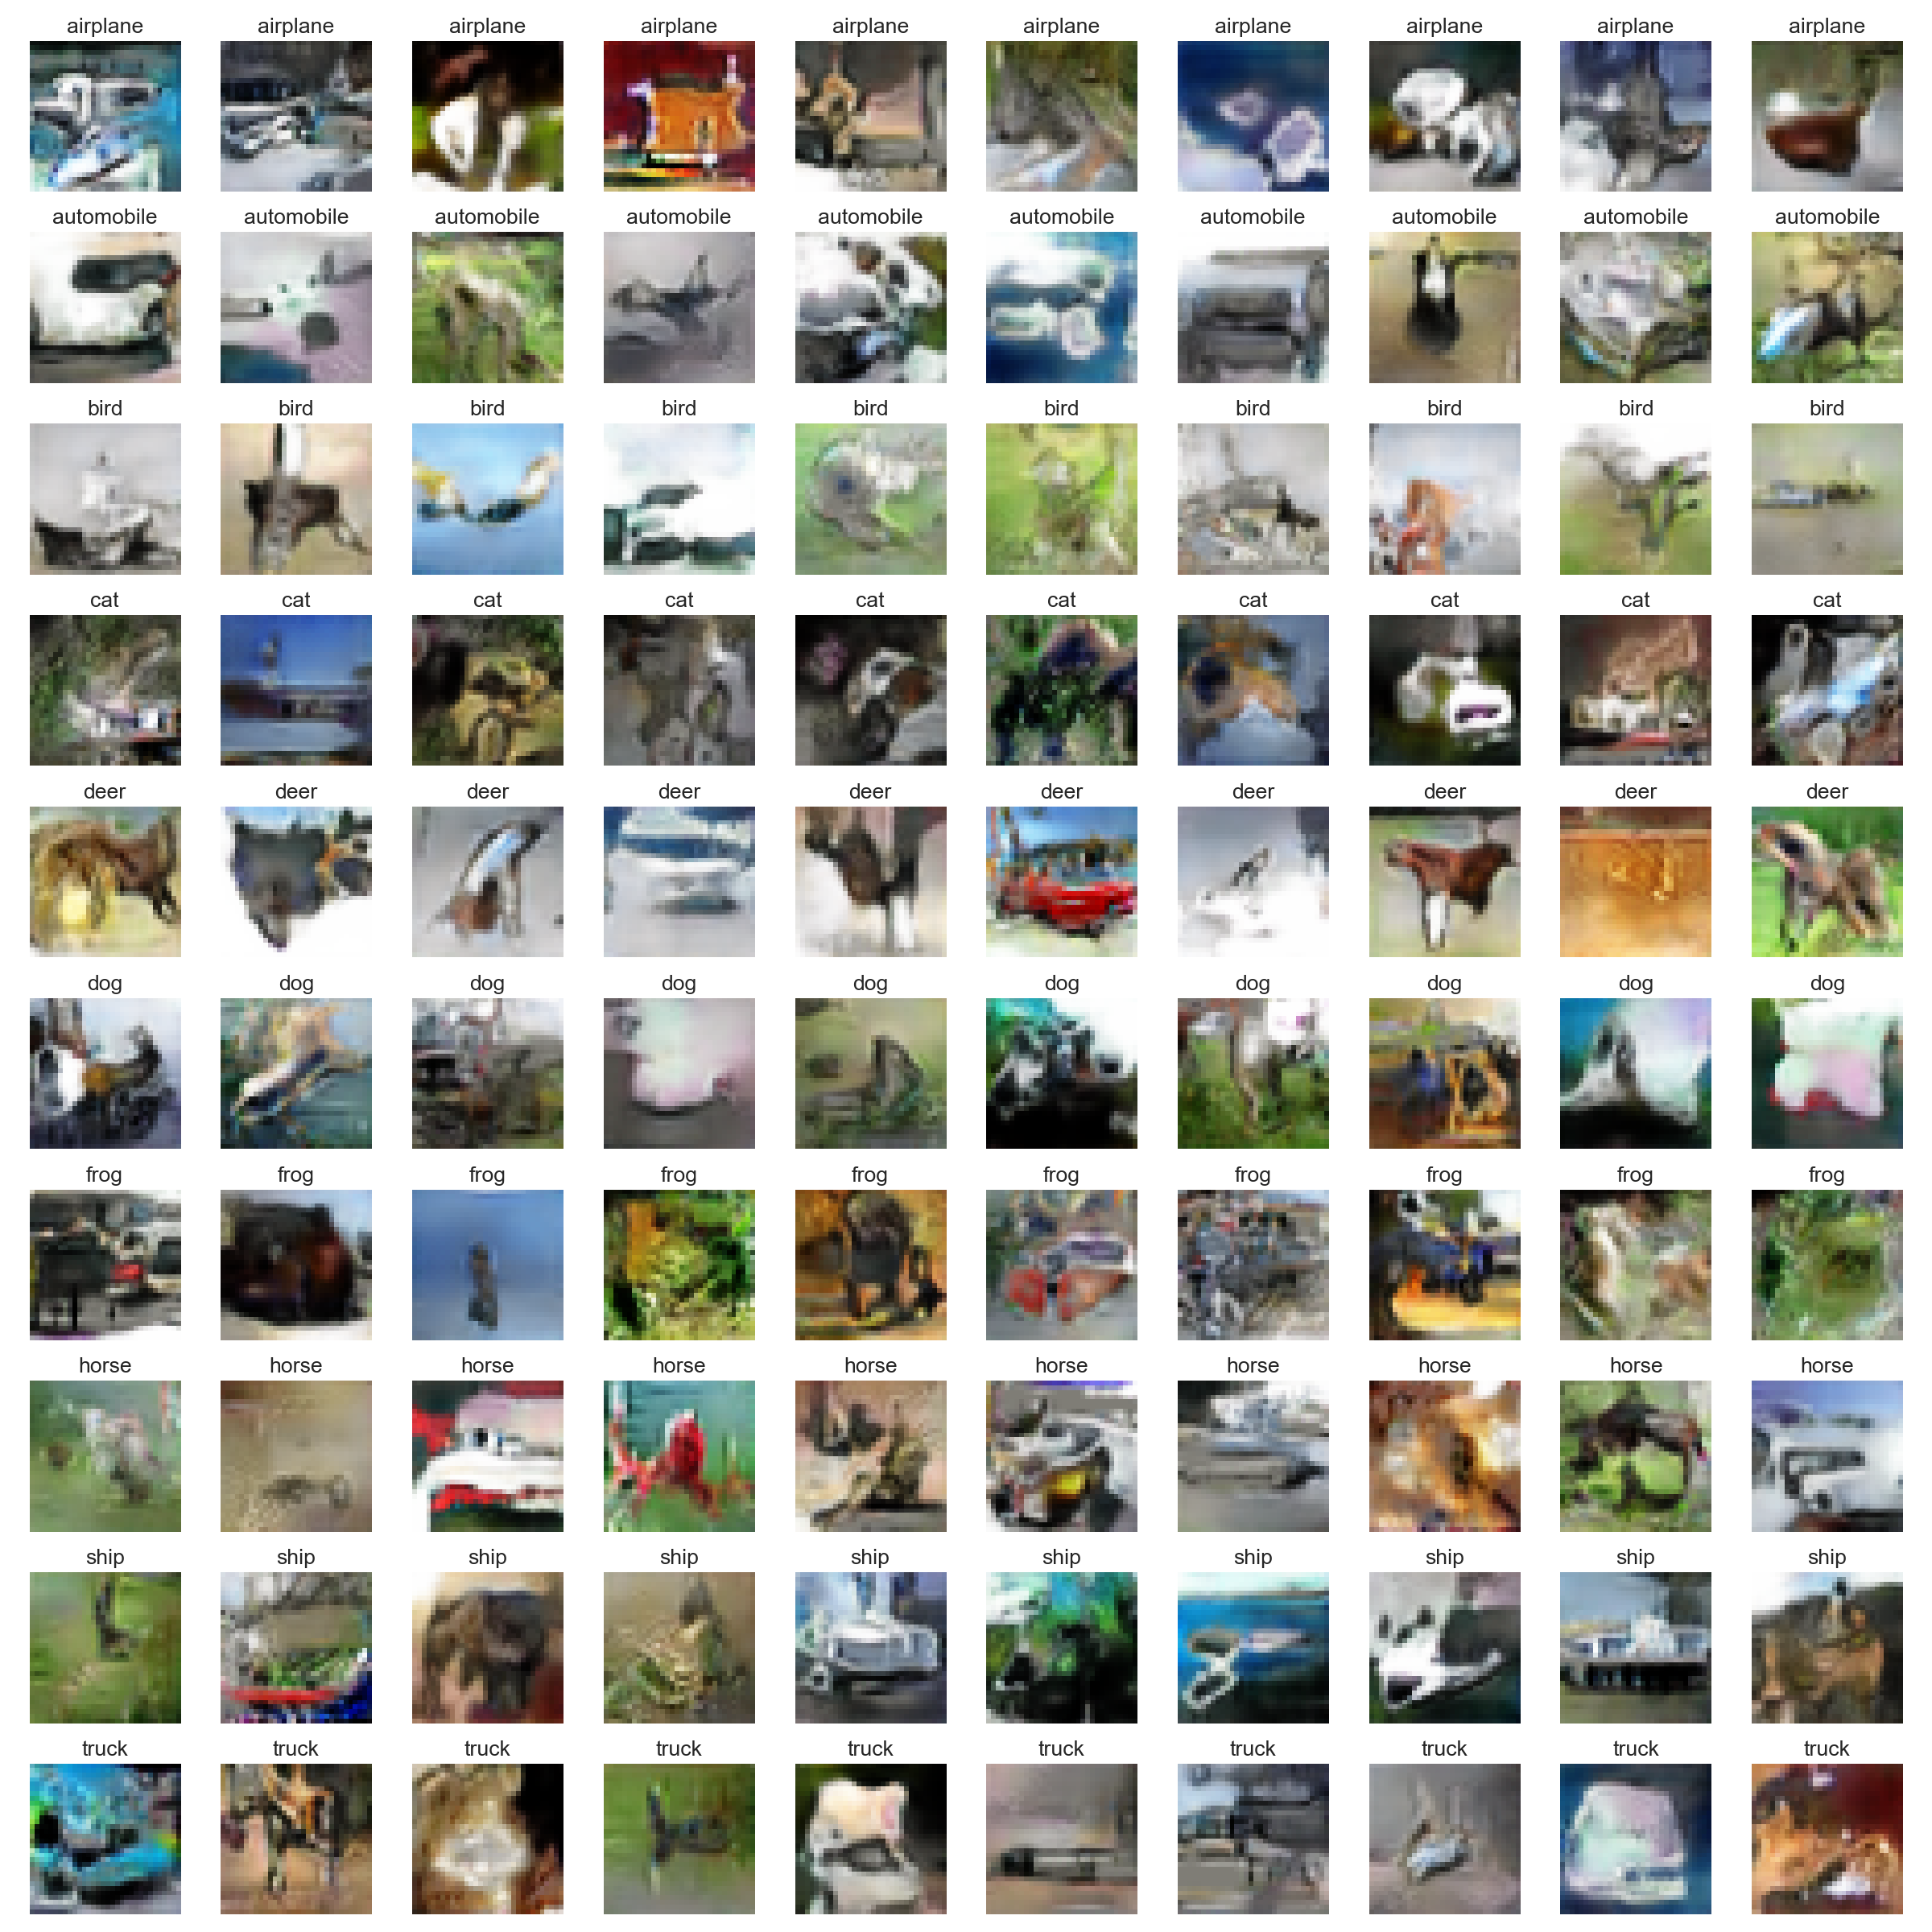 airplane airplane airplane airplane airplane airplane airplane airplane airplane airplane
automobile automobile automobile automobile automobile automobile automobile automobile automobile automobile
bird bird bird bird bird bird bird bird bird bird
cat cat cat cat cat cat cat cat cat cat
deer deer deer deer deer deer deer deer deer deer
dog dog dog dog dog dog dog dog dog dog
frog frog frog frog frog frog frog frog frog frog
horse horse horse horse horse horse horse horse horse horse
ship ship ship ship ship ship ship ship ship ship
truck truck truck truck truck truck truck truck truck truck